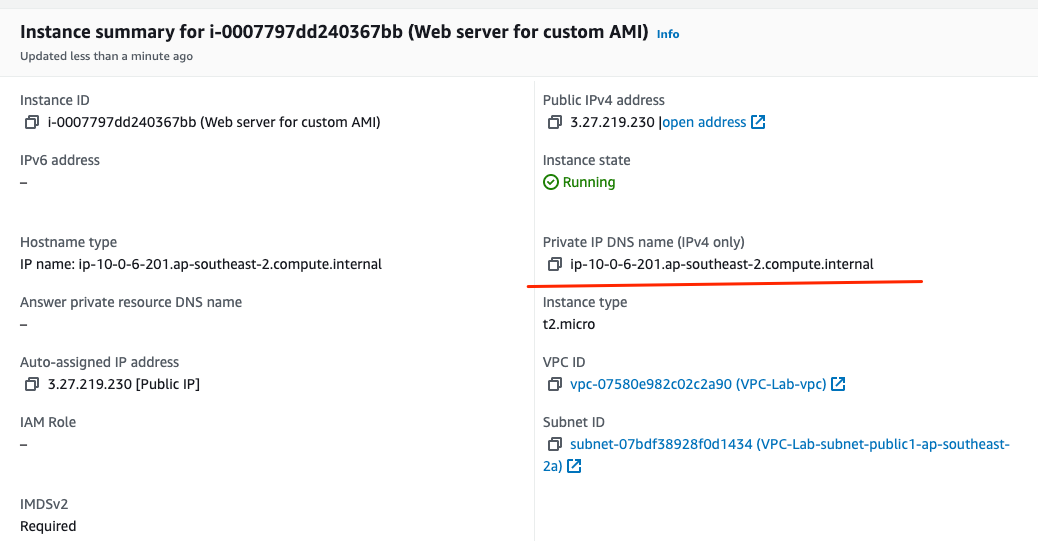 Instance summary for i-0007797dd240367bb (Web server for custom AMI) Info
Updated less than a minute ago
Instance ID
i-0007797dd240367bb (Web server for custom AMI)
Public IPv4 address
3.27.219.230 |open address
IPv6 address
–
Instance state
Running
Hostname type
IP name: ip-10-0-6-201.ap-southeast-2.compute.internal
Private IP DNS name (IPv4 only)
ip-10-0-6-201.ap-southeast-2.compute.internal
Answer private resource DNS name
–
Instance type
t2.micro
Auto-assigned IP address
3.27.219.230 [Public IP]
VPC ID
vpc-07580e982c02c2a90 (VPC-Lab-vpc)
IAM Role
–
Subnet ID
subnet-07bdf38928f0d1434 (VPC-Lab-subnet-public1-ap-southeast-
2a)
IMDSv2
Required